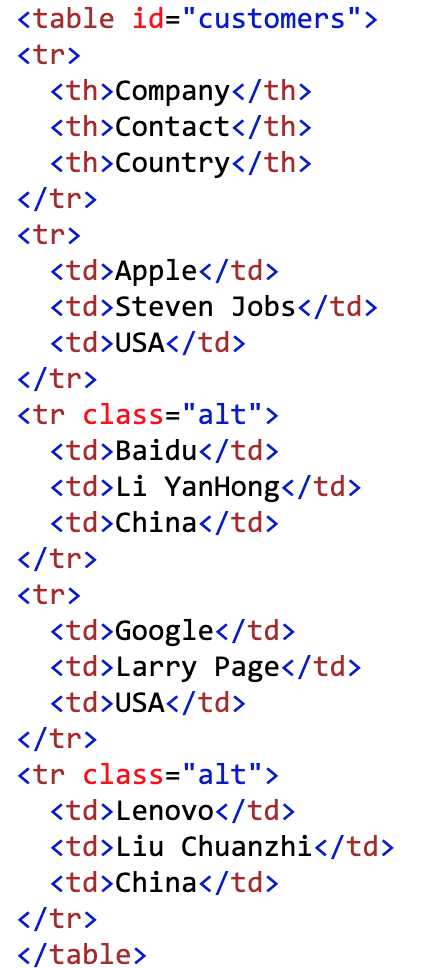 <table id="customers">
<tr>
  <th>Company</th>
  <th>Contact</th>
  <th>Country</th>
</tr>
<tr>
  <td>Apple</td>
  <td>Steven Jobs</td>
  <td>USA</td>
</tr>
<tr class="alt">
  <td>Baidu</td>
  <td>Li YanHong</td>
  <td>China</td>
</tr>
<tr>
  <td>Google</td>
  <td>Larry Page</td>
  <td>USA</td>
</tr>
<tr class="alt">
  <td>Lenovo</td>
  <td>Liu Chuanzhi</td>
  <td>China</td>
</tr>
</table>